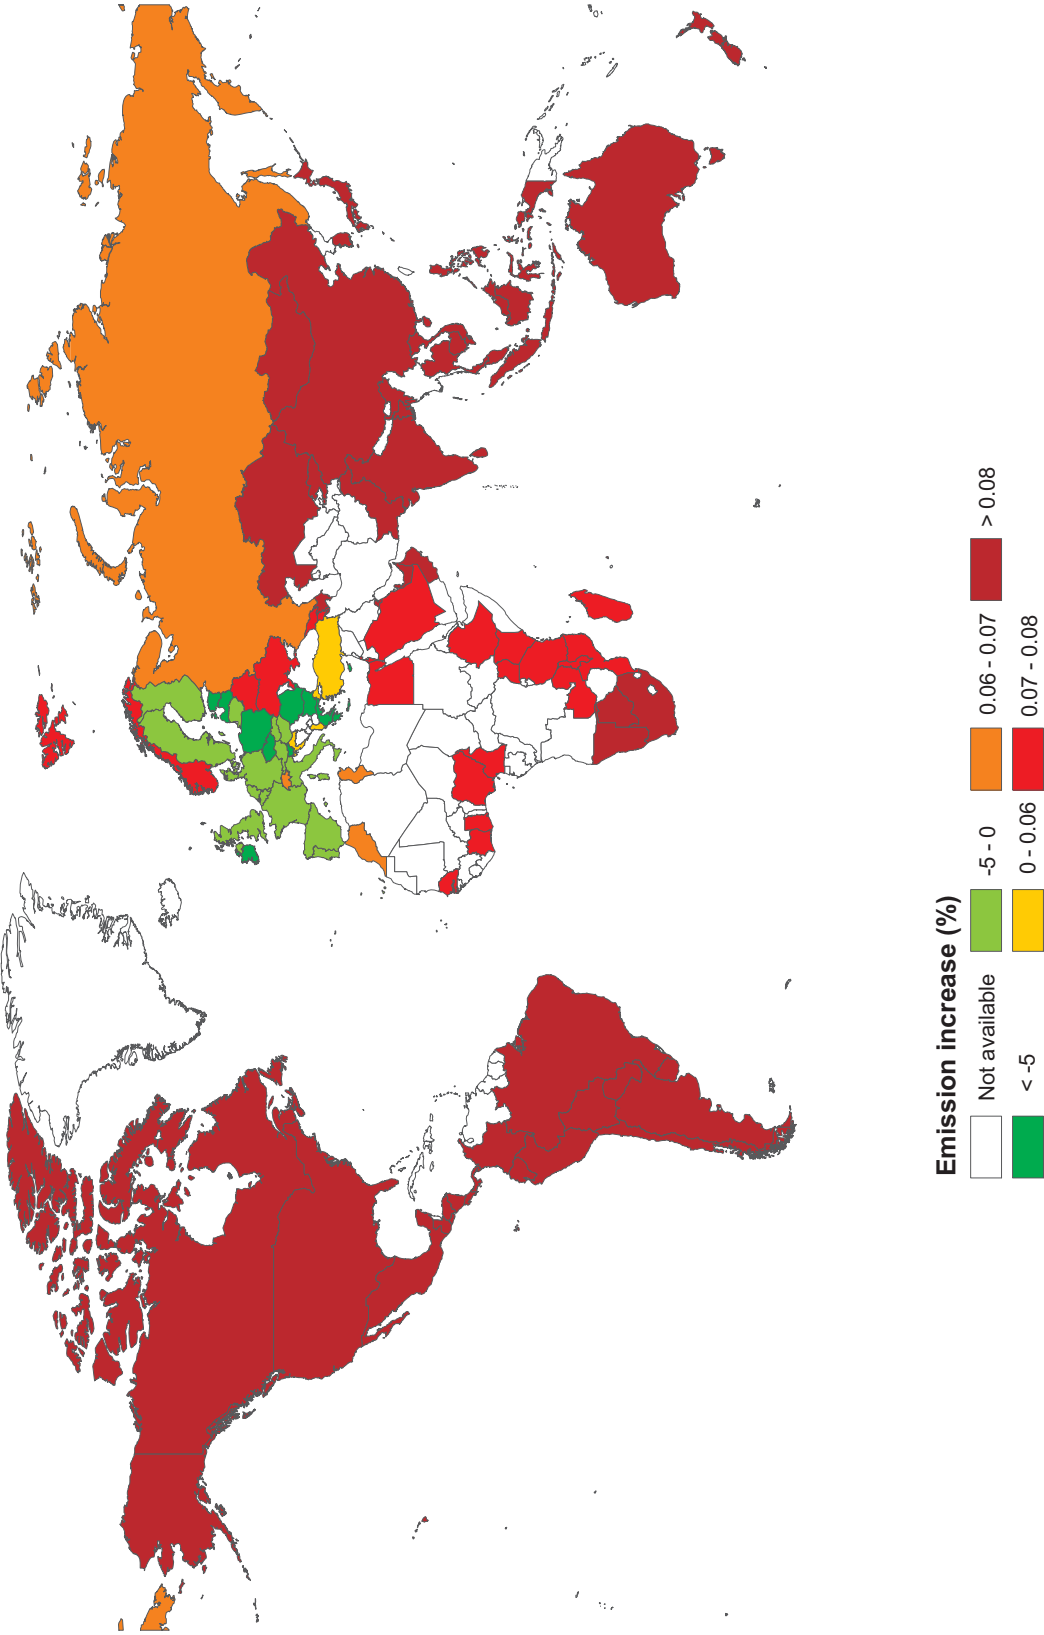 Emission increase (%)
Not available
-5 - 0
0.06 - 0.07
> 0.08
< -5
0 - 0.06
0.07 - 0.08